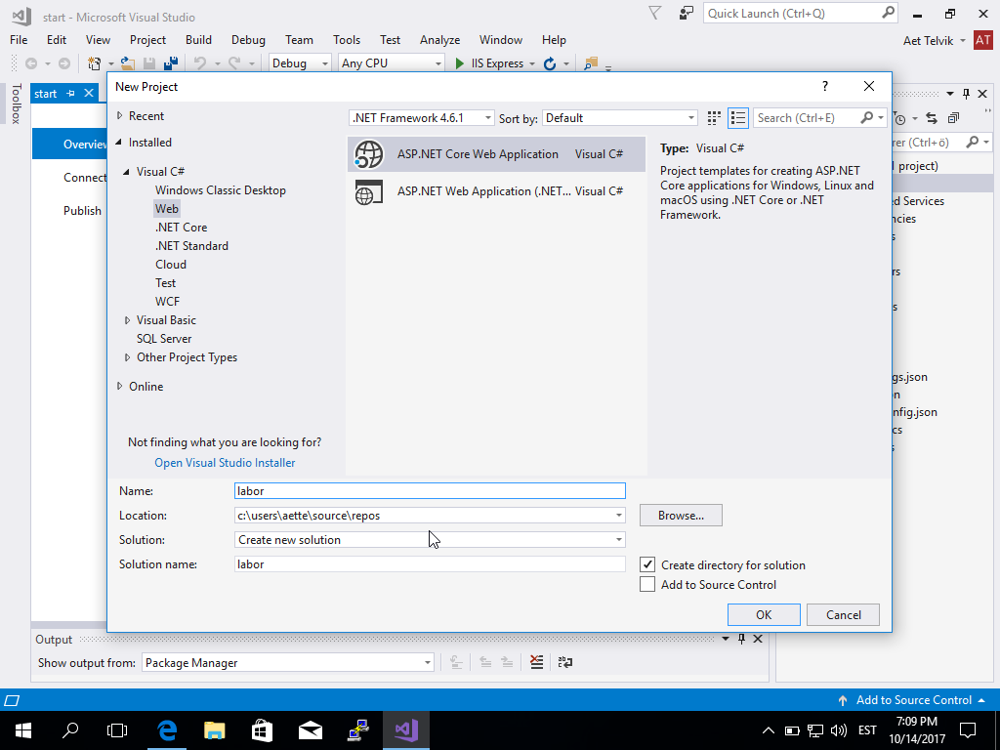 start - Microsoft Visual Studio
Quick Launch (Ctrl+Q)
File Edit View Project Build Debug Team Tools Test Analyze Window Help
Aet Telvik AT
Debug Any CPU IIS Express
Toolbox
start
Overview
Connect
Publish
New Project
?
Recent
Installed
Visual C#
Windows Classic Desktop
Web
.NET Core
.NET Standard
Cloud
Test
WCF
Visual Basic
SQL Server
Other Project Types
Online
Not finding what you are looking for?
Open Visual Studio Installer
.NET Framework 4.6.1 Sort by: Default
Search (Ctrl+E)
ASP.NET Core Web Application Visual C#
ASP.NET Web Application (.NET... Visual C#
Type: Visual C#
Project templates for creating ASP.NET
Core applications for Windows, Linux and
macOS using .NET Core or .NET
Framework.
Name: labor
Location: c:\users\aette\source\repos Browse...
Solution: Create new solution
Solution name: labor
Create directory for solution
Add to Source Control
OK Cancel
rer (Ctrl+ö)
project)
d Services
ncies
s
rs
s
gs.json
n
nfig.json
cs
s
Output
Show output from: Package Manager
Add to Source Control
EST
7:09 PM
10/14/2017